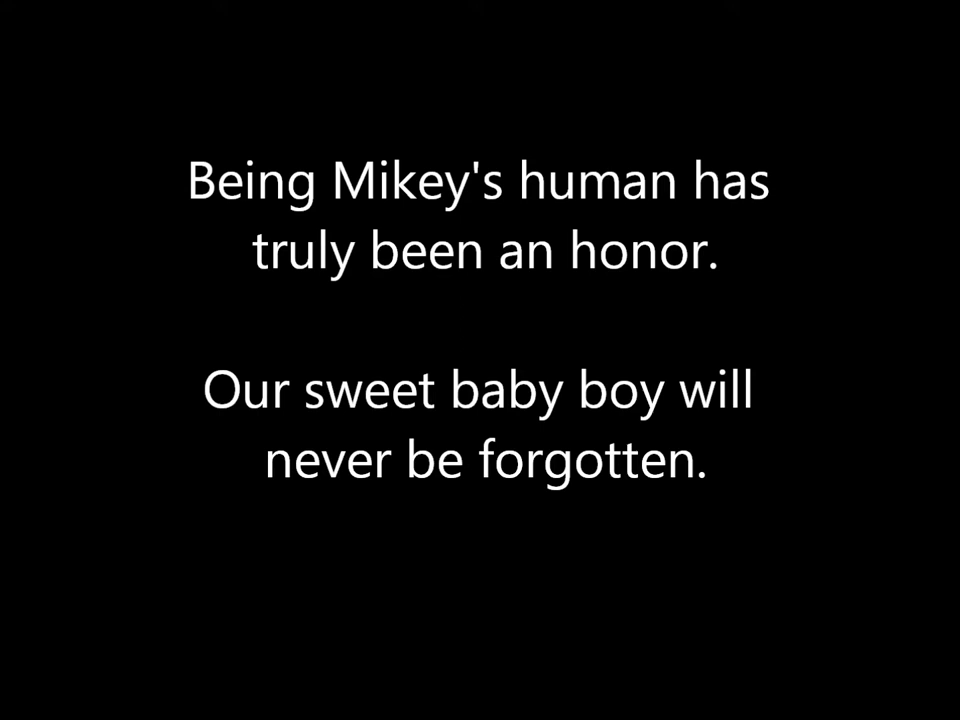 Being Mikey's human has
truly been an honor.
Our sweet baby boy will
never be forgotten.